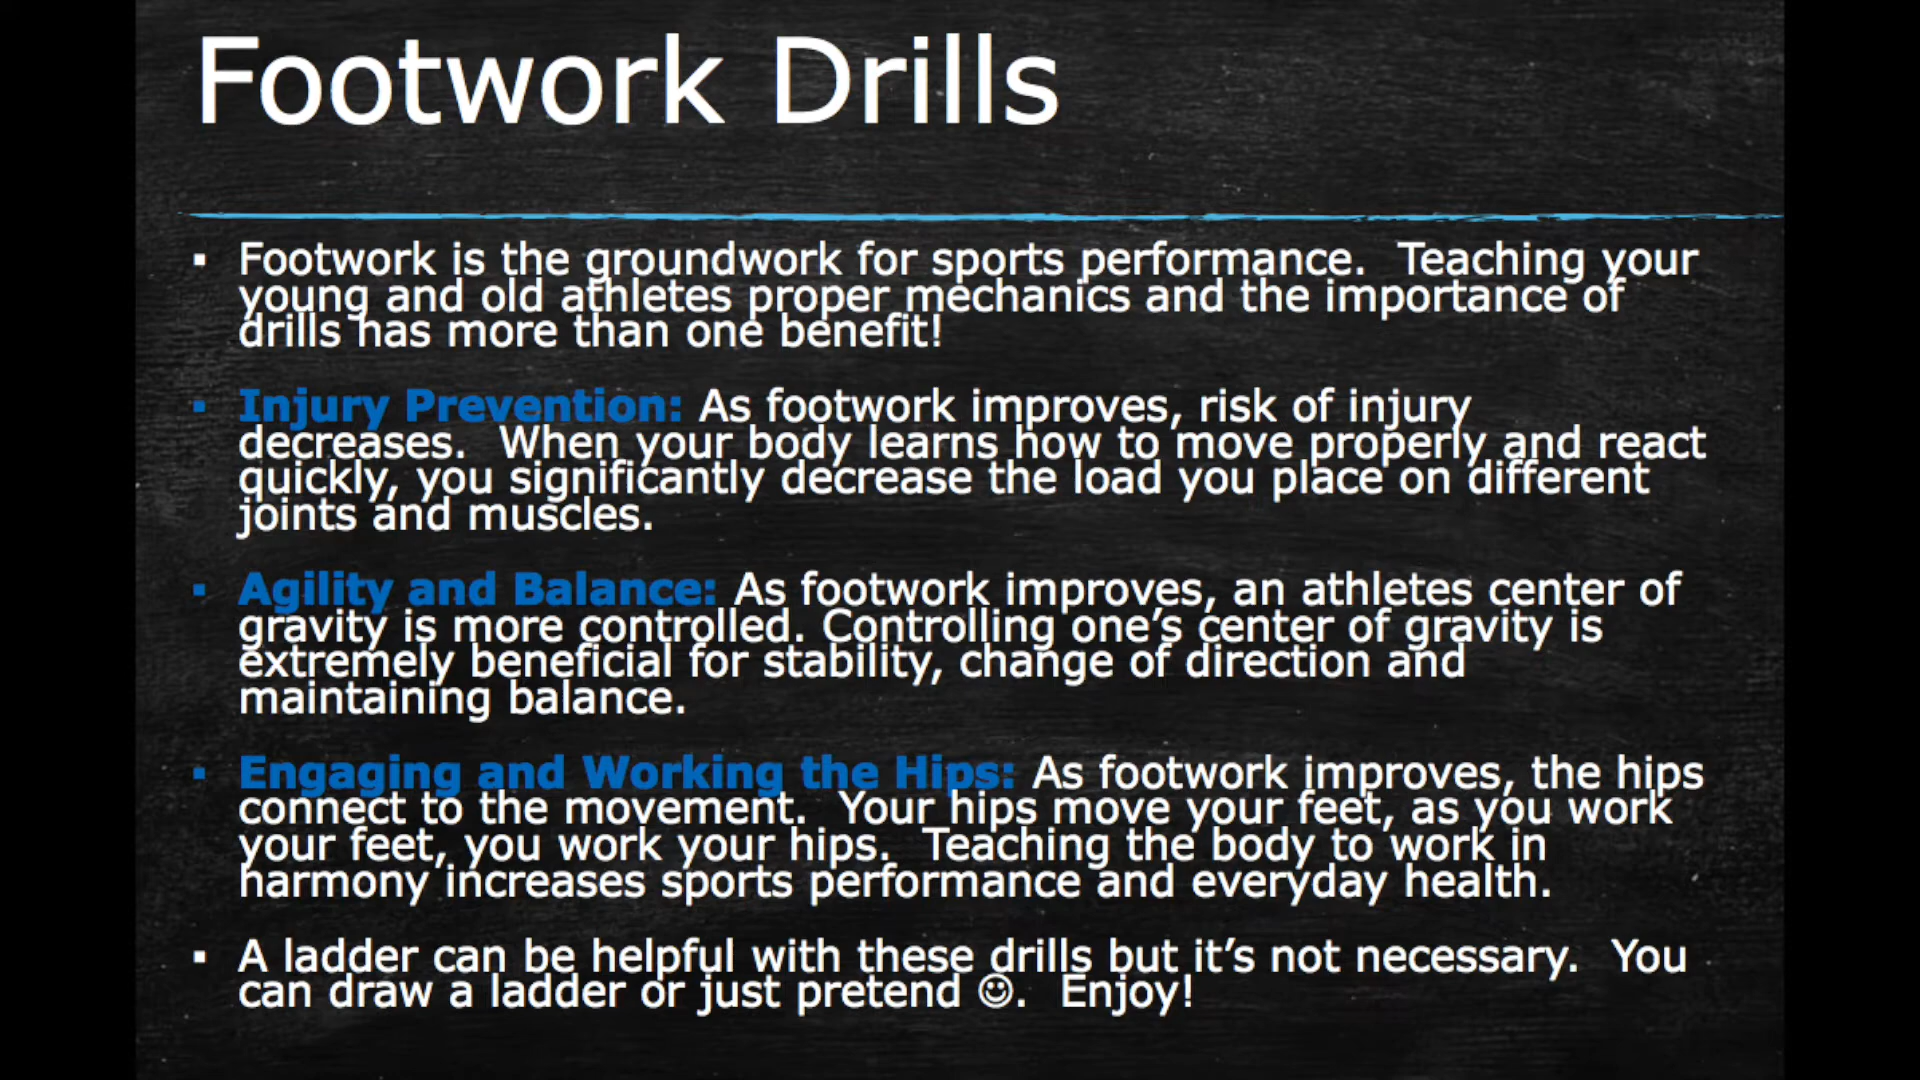 Footwork Drills
▪ Footwork is the groundwork for sports performance.  Teaching your
young and old athletes proper mechanics and the importance of
drills has more than one benefit!
▪ Injury Prevention: As footwork improves, risk of injury
decreases.  When your body learns how to move properly and react
quickly, you significantly decrease the load you place on different
joints and muscles.
▪ Agility and Balance: As footwork improves, an athletes center of
gravity is more controlled. Controlling one’s center of gravity is
extremely beneficial for stability, change of direction and
maintaining balance.
▪ Engaging and Working the Hips: As footwork improves, the hips
connect to the movement.  Your hips move your feet, as you work
your feet, you work your hips.  Teaching the body to work in
harmony increases sports performance and everyday health.
▪ A ladder can be helpful with these drills but it’s not necessary.  You
can draw a ladder or just pretend ☺.  Enjoy!